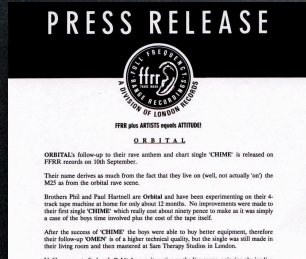 PRESS RELEASE
FULL FREQUENCY
ffrr
RANGE RECORDINGS
A DIVISION OF LONDON RECORDS
FFRR plus ARTISTS equals ATTITUDE!
ORBITAL
ORBITAL's follow-up to their rave anthem and chart single 'CHIME' is released on
FFRR records on 10th September.
Their name derives as much from the fact that they live on (well, not actually 'on') the
M25 as from the orbital rave scene.
Brothers Phil and Paul Hartnell are Orbital and have been experimenting on their 4-
track tape machine at home for only about 12 months. No improvements were made to
their first single 'CHIME' which really cost about ninety pence to make as it was simply
a case of the boys time involved plus the cost of the tape itself.
After the success of 'CHIME' the boys were able to buy better equipment, therefore
their follow-up 'OMEN' is of a higher technical quality, but the single was still made in
their living room and then mastered at Sam Therapy Studios in London.